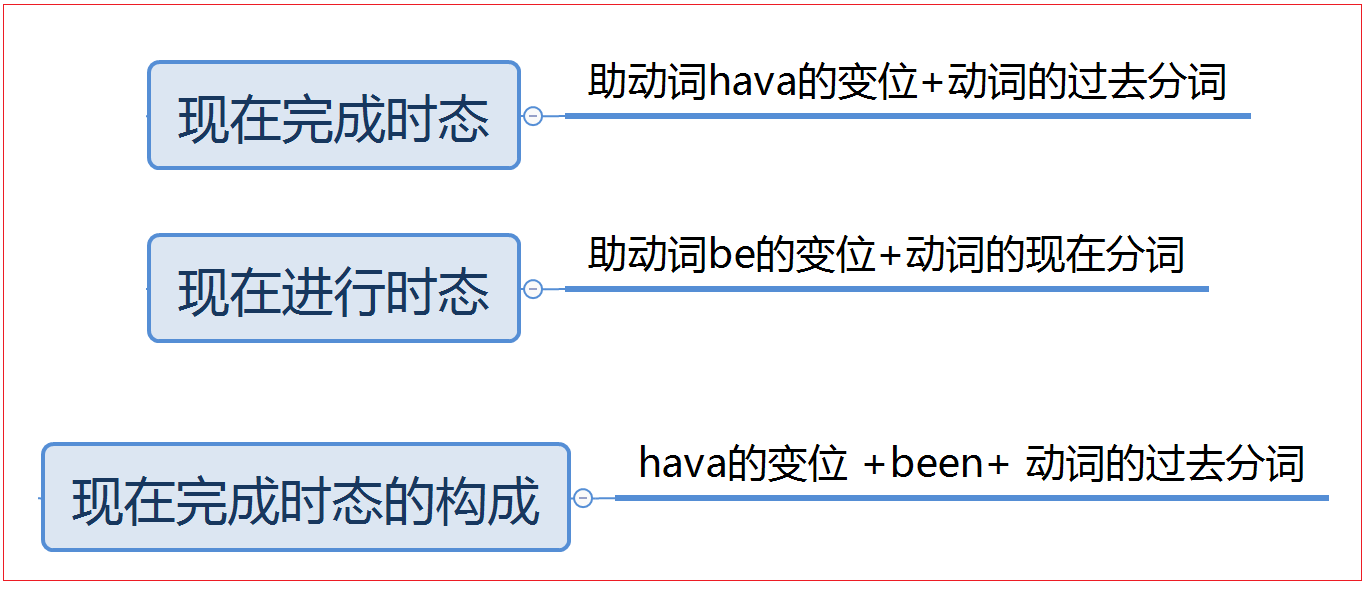 现在完成时态
助动词hava的变位+动词的过去分词
现在进行时态
助动词be的变位+动词的现在分词
现在完成时态的构成
hava的变位 +been+ 动词的过去分词